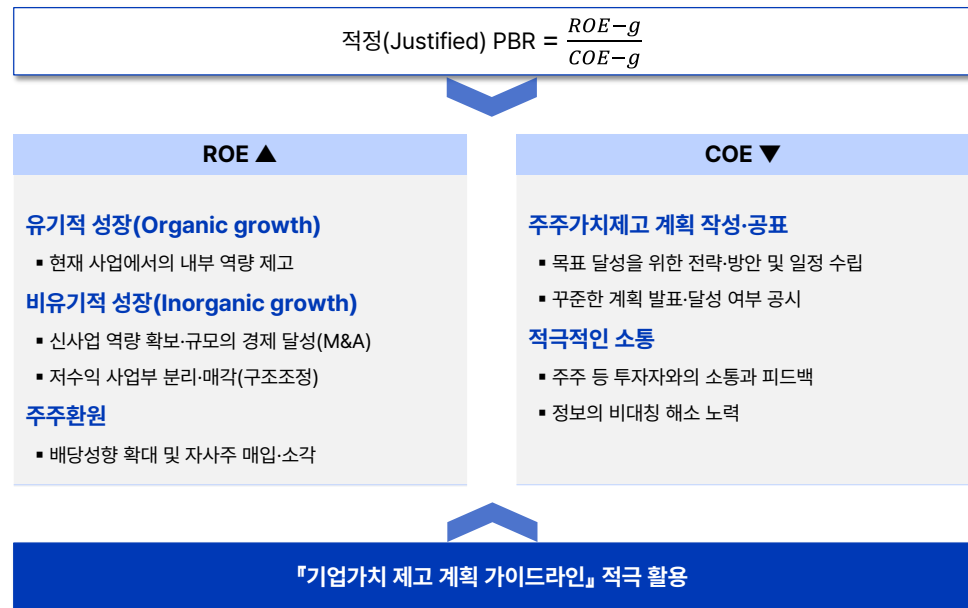 적정(Justified) PBR = \frac{ROE-g}{COE-g}
ROE ▲
유기적 성장(Organic growth)
▪ 현재 사업에서의 내부 역량 제고
비유기적 성장(Inorganic growth)
▪ 신사업 역량 확보·규모의 경제 달성(M&A)
▪ 저수익 사업부 분리·매각(구조조정)
주주환원
▪ 배당성향 확대 및 자사주 매입·소각
COE ▼
주주가치제고 계획 작성·공표
▪ 목표 달성을 위한 전략·방안 및 일정 수립
▪ 꾸준한 계획 발표·달성 여부 공시
적극적인 소통
▪ 주주 등 투자자와의 소통과 피드백
▪ 정보의 비대칭 해소 노력
『기업가치 제고 계획 가이드라인』 적극 활용